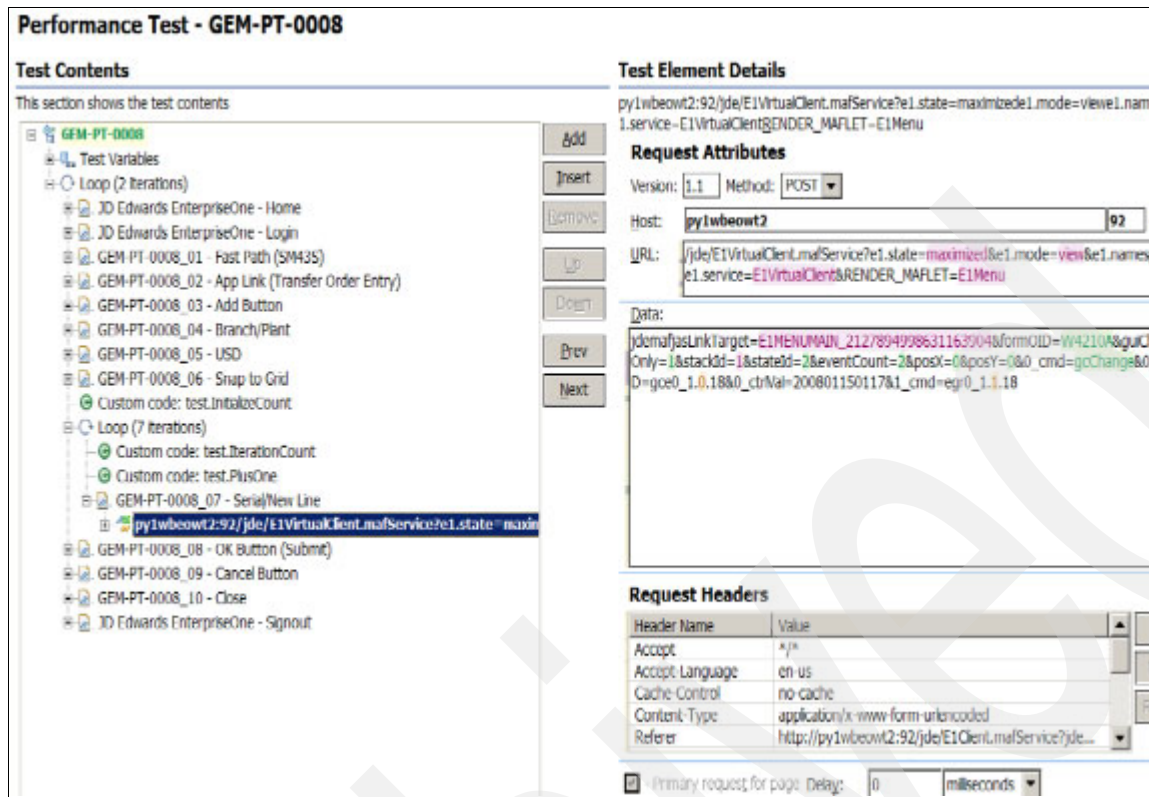 Performance Test - GEM-PT-0008
Test Contents
This section shows the test contents
GEM-PT-0008
Test Variables
Loop (2 Iterations)
JD Edwards EnterpriseOne - Home
JD Edwards EnterpriseOne - Login
GEM-PT-0008_01 - Fast Path (SM435)
GEM-PT-0008_02 - App Link (Transfer Order Entry)
GEM-PT-0008_03 - Add Button
GEM-PT-0008_04 - Branch/Plant
GEM-PT-0008_05 - USD
GEM-PT-0008_06 - Snap to Grid
Custom code: test.InitializeCount
Loop (7 Iterations)
Custom code: test.IterationCount
Custom code: test.PlusOne
GEM-PT-0008_07 - Serial/New Line
py1wbeowt2:92/jde/E1VirtualClient.mafService?e1.state=maxim
GEM-PT-0008_08 - OK Button (Submit)
GEM-PT-0008_09 - Cancel Button
GEM-PT-0008_10 - Close
JD Edwards EnterpriseOne - Signout
Add
Insert
Remove
Up
Down
Prev
Next
Test Element Details
py1wbeowt2:92/jde/E1VirtualClient.mafService?e1.state=maximizede1.mode=viewe1.nam
1.service=E1VirtualClientRENDER_MAFLET=E1Menu
Request Attributes
Version: 1.1 Method: POST
Host: py1wbeowt2 92
URL: /jde/E1VirtualClient.mafService?e1.state=maximized&e1.mode=view&e1.names
e1.service=E1VirtualClient&RENDER_MAFLET=E1Menu
Data:
jdemafjasLinkTarget=E1MENUMAIN_2127894998631163904&formOID=W4210A&guiCl
Only=1&stackId=1&stateId=2&eventCount=2&posX=0&posY=0&0_cmd=gcChange&0
D=gce0_1.0.18&0_ctrlVal=200801150117&1_cmd=egr0_1.1.18
Request Headers
Header Name Value
Accept */*
Accept-Language en-us
Cache-Control no-cache
Content-Type application/x-www-form-urlencoded
Referer http://py1wbeowt2:92/jde/E1Client.mafService?jde...
Primary request for page Delay: 0 milliseconds